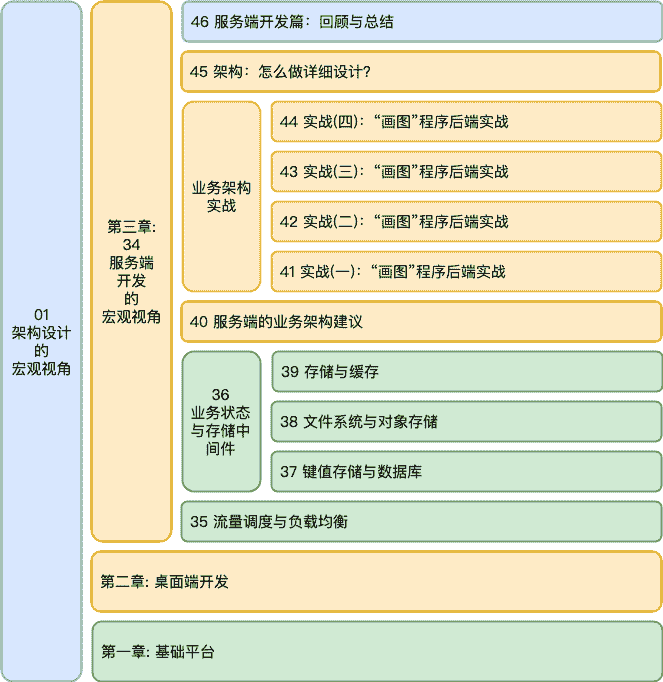 01
架构设计
的
宏观视角
第三章:
34
服务端
开发
的
宏观视角
46 服务端开发篇：回顾与总结
45 架构：怎么做详细设计?
业务架构
实战
44 实战(四)：“画图”程序后端实战
43 实战(三)：“画图”程序后端实战
42 实战(二)：“画图”程序后端实战
41 实战(一)：“画图”程序后端实战
40 服务端的业务架构建议
36
业务状态
与存储中
间件
39 存储与缓存
38 文件系统与对象存储
37 键值存储与数据库
35 流量调度与负载均衡
第二章: 桌面端开发
第一章: 基础平台